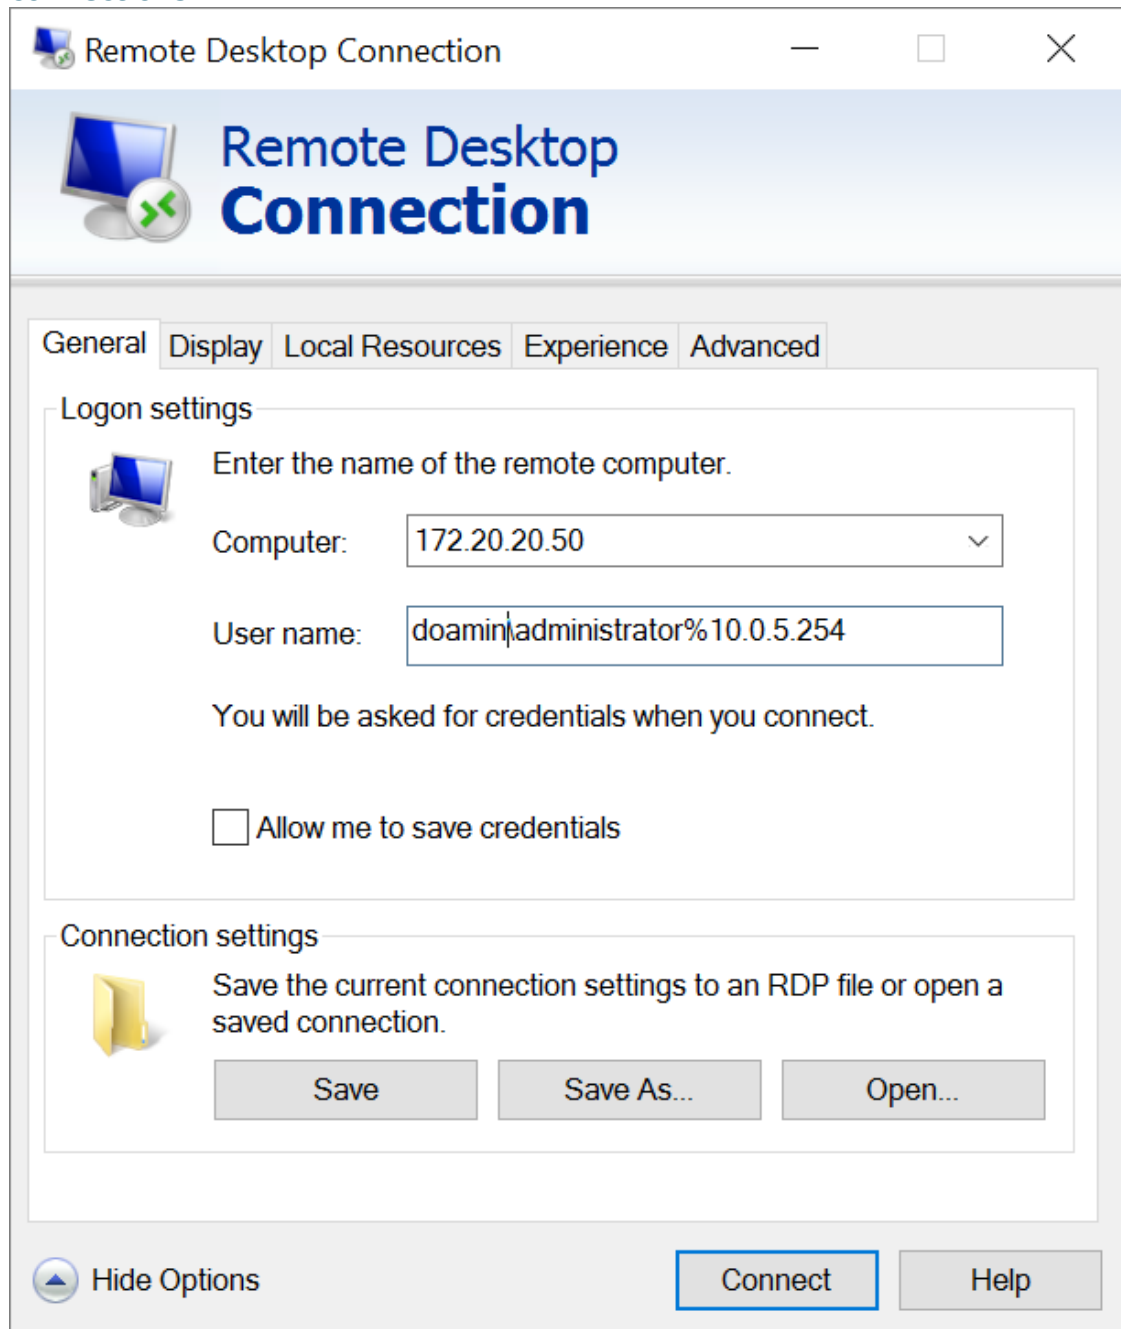 Remote Desktop Connection
Remote Desktop
Connection
General Display Local Resources Experience Advanced
Logon settings
Enter the name of the remote computer.
Computer: 172.20.20.50
User name: doamin\administrator%10.0.5.254
You will be asked for credentials when you connect.
Allow me to save credentials
Connection settings
Save the current connection settings to an RDP file or open a
saved connection.
Save Save As... Open...
Hide Options Connect Help